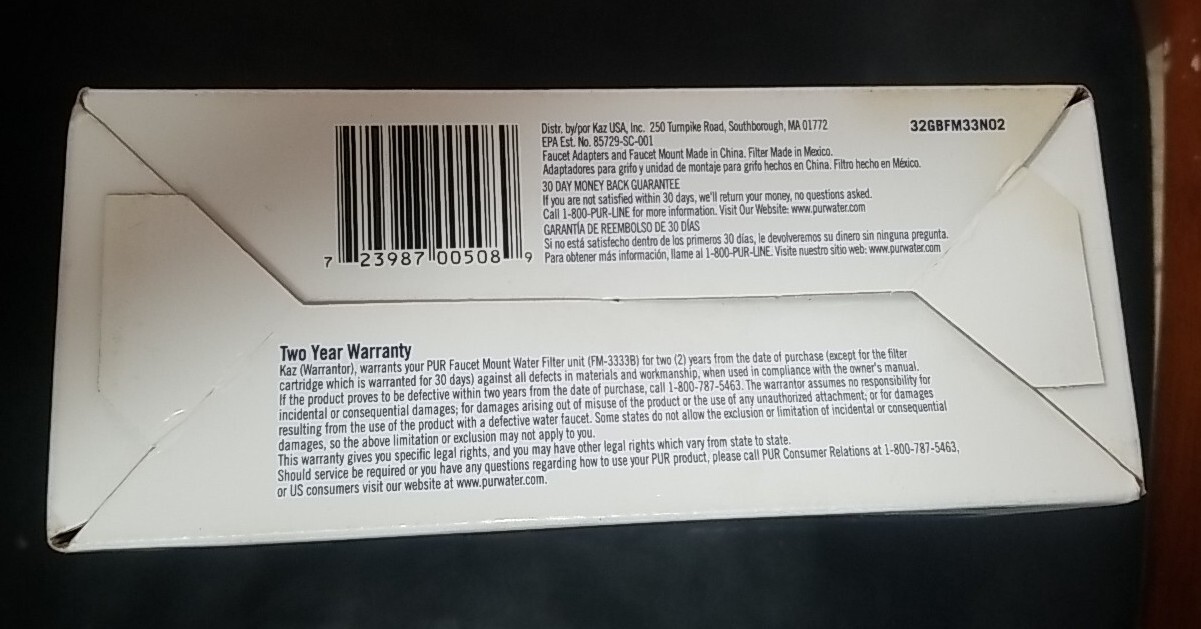 Distr. by/por Kaz USA, Inc. 250 Turnpike Road, Southborough, MA 01772
32GBFM33N02
EPA Est. No. 85729-SC-001
Faucet Adapters and Faucet Mount Made in China. Filter Made in Mexico.
Adaptadores para grifo y unidad de montaje para grifo hechos en China. Filtro hecho en México.
30 DAY MONEY BACK GUARANTEE
If you are not satisfied within 30 days, we'll return your money, no questions asked.
Call 1-800-PUR-LINE for more information. Visit Our Website: www.purwater.com
GARANTÍA DE REEMBOLSO DE 30 DÍAS
Si no está satisfecho dentro de los primeros 30 días, le devolveremos su dinero sin ninguna pregunta.
Para obtener más información, llame al 1-800-PUR-LINE. Visite nuestro sitio web: www.purwater.com
7 23987 00508 9
Two Year Warranty
Kaz (Warrantor), warrants your PUR Faucet Mount Water Filter unit (FM-3333B) for two (2) years from the date of purchase (except for the filter
cartridge which is warranted for 30 days) against all defects in materials and workmanship, when used in compliance with the owner's manual.
If the product proves to be defective within two years from the date of purchase, call 1-800-787-5463. The warrantor assumes no responsibility for
incidental or consequential damages; for damages arising out of misuse of the product or the use of any unauthorized attachment; or for damages
resulting from the use of the product with a defective water faucet. Some states do not allow the exclusion or limitation of incidental or consequential
damages, so the above limitation or exclusion may not apply to you.
This warranty gives you specific legal rights, and you may have other legal rights which vary from state to state.
Should service be required or you have any questions regarding how to use your PUR product, please call PUR Consumer Relations at 1-800-787-5463,
or US consumers visit our website at www.purwater.com.